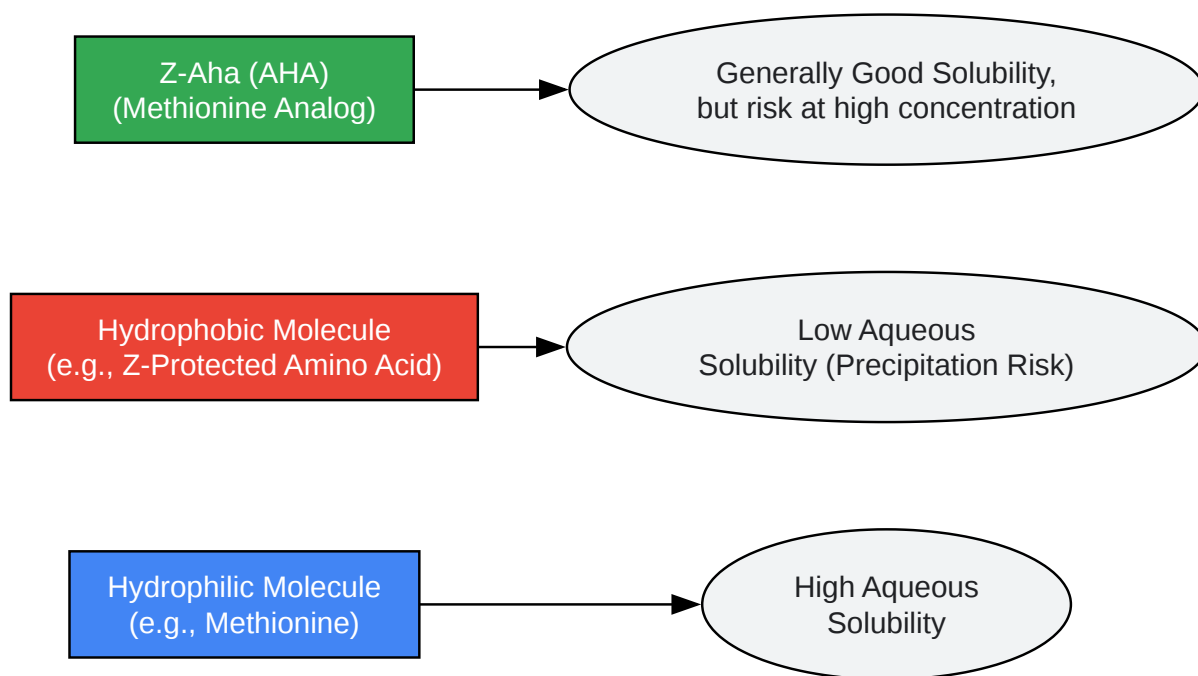 Z-Aha (AHA)
(Methionine Analog)
Generally Good Solubility,
but risk at high concentration
Hydrophobic Molecule
(e.g., Z-Protected Amino Acid)
Low Aqueous
Solubility (Precipitation Risk)
Hydrophilic Molecule
(e.g., Methionine)
High Aqueous
Solubility